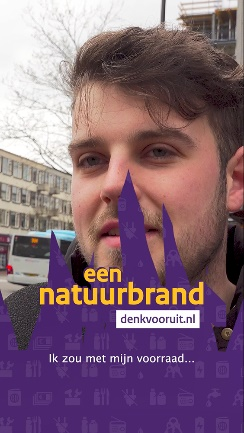 een
natuurbrand
denkvooruit.nl
Ik zou met mijn voorraad...